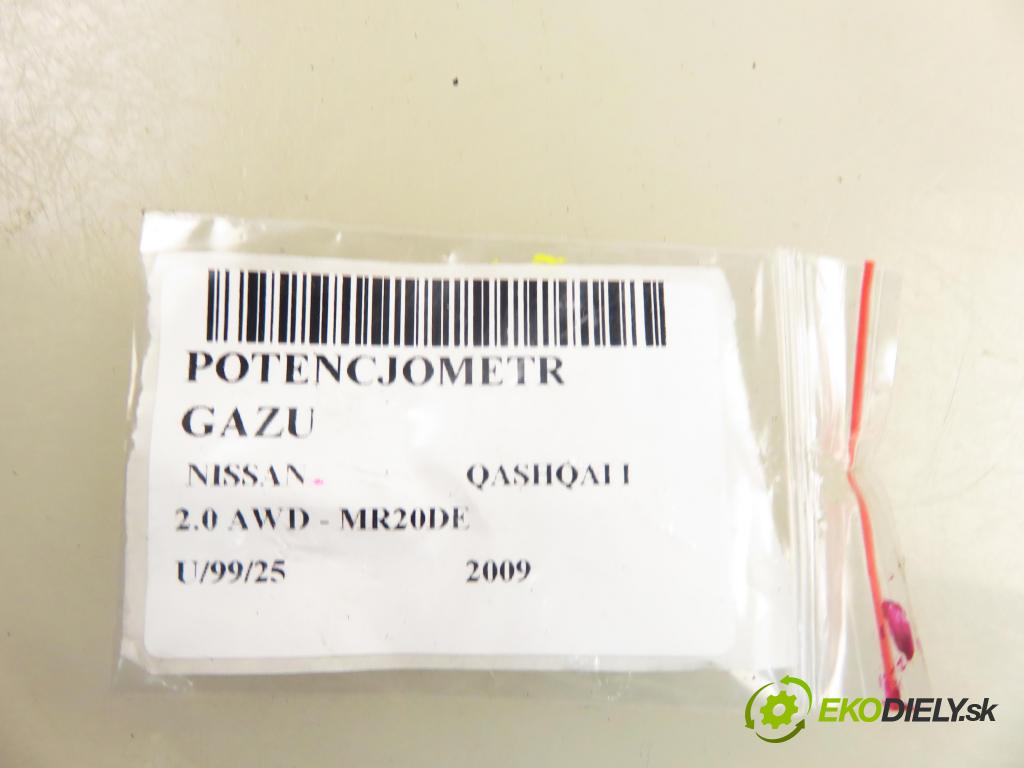 POTENCJOMETR
GAZU
NISSAN QASHQAI I
2.0 AWD - MR20DE
U/99/25 2009
EKODIELY.sk